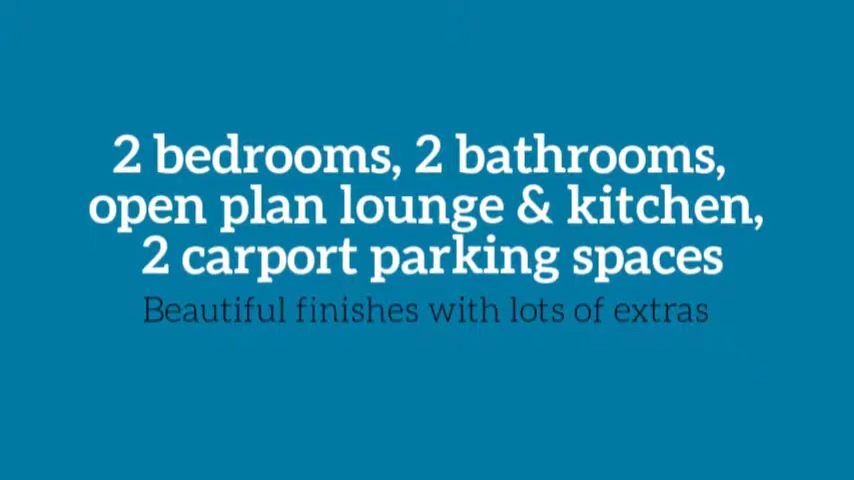 2 bedrooms, 2 bathrooms,
open plan lounge & kitchen,
2 carport parking spaces
Beautiful finishes with lots of extras